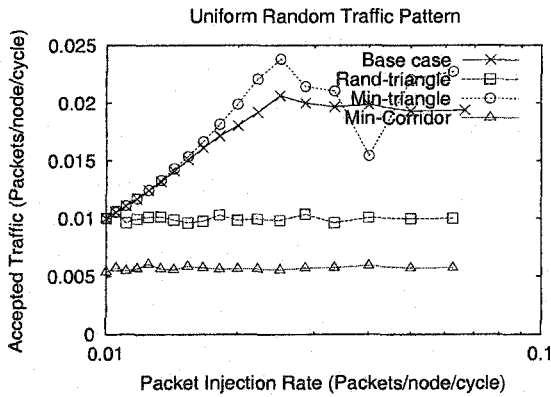 Uniform Random Traffic Pattern
Accepted Traffic (Packets/node/cycle)
0.025
0.02
0.015
0.01
0.005
0
Base case
Rand-triangle
Min-triangle
Min-Corridor
0.01
0.1
Packet Injection Rate (Packets/node/cycle)